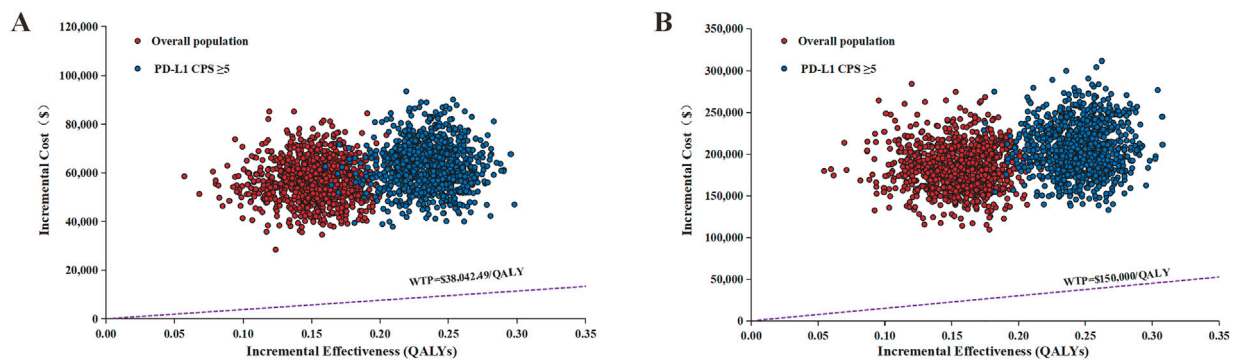 A
120,000
100,000
80,000
60,000
40,000
20,000
0
Incremental Cost（$）
Overall population
PD-L1 CPS ≥5
WTP=$38.042.49/QALY
0.00 0.05 0.10 0.15 0.20 0.25 0.30 0.35
Incremental Effectiveness (QALYs)
B
350,000
300,000
250,000
200,000
150,000
100,000
50,000
0
Incremental Cost（$）
Overall population
PD-L1 CPS ≥5
WTP=$150.000/QALY
0.00 0.05 0.10 0.15 0.20 0.25 0.30 0.35
Incremental Effectiveness (QALYs)